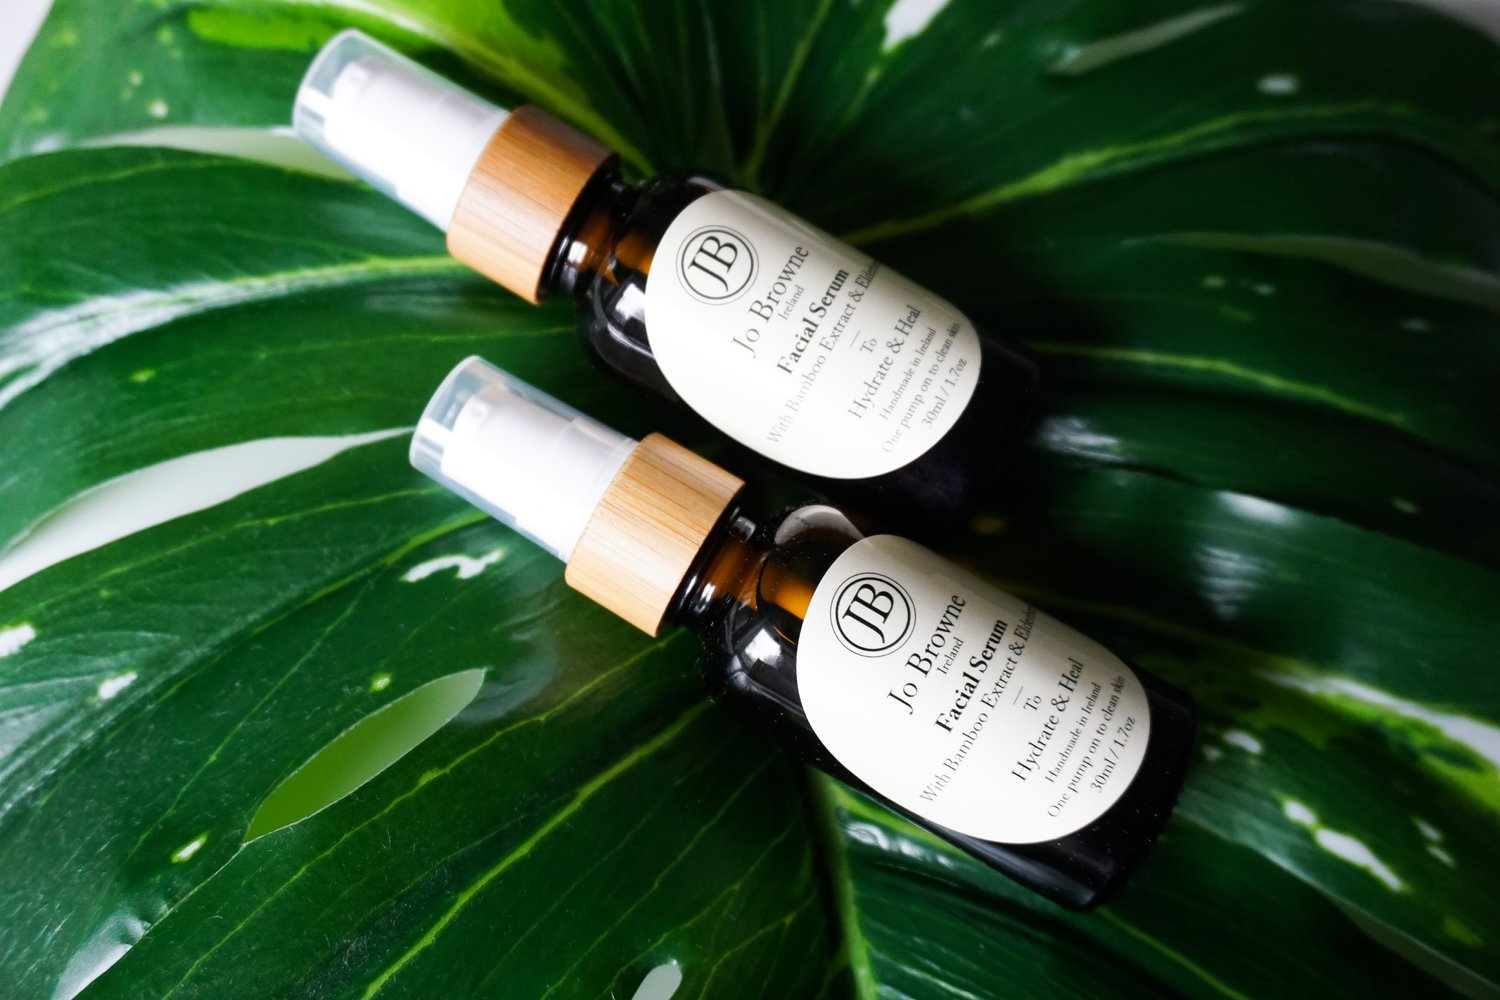 JB
Jo Browne
Ireland
Facial Serum
With Bamboo Extract &
To
Hydrate & Heal
Handmade in Ireland
One pump on to clean skin
30ml / 1.7oz
JB
Jo Browne
Ireland
Facial Serum
With Bamboo Extract &
To
Hydrate & Heal
Handmade in Ireland
One pump on to clean skin
30ml / 1.7oz